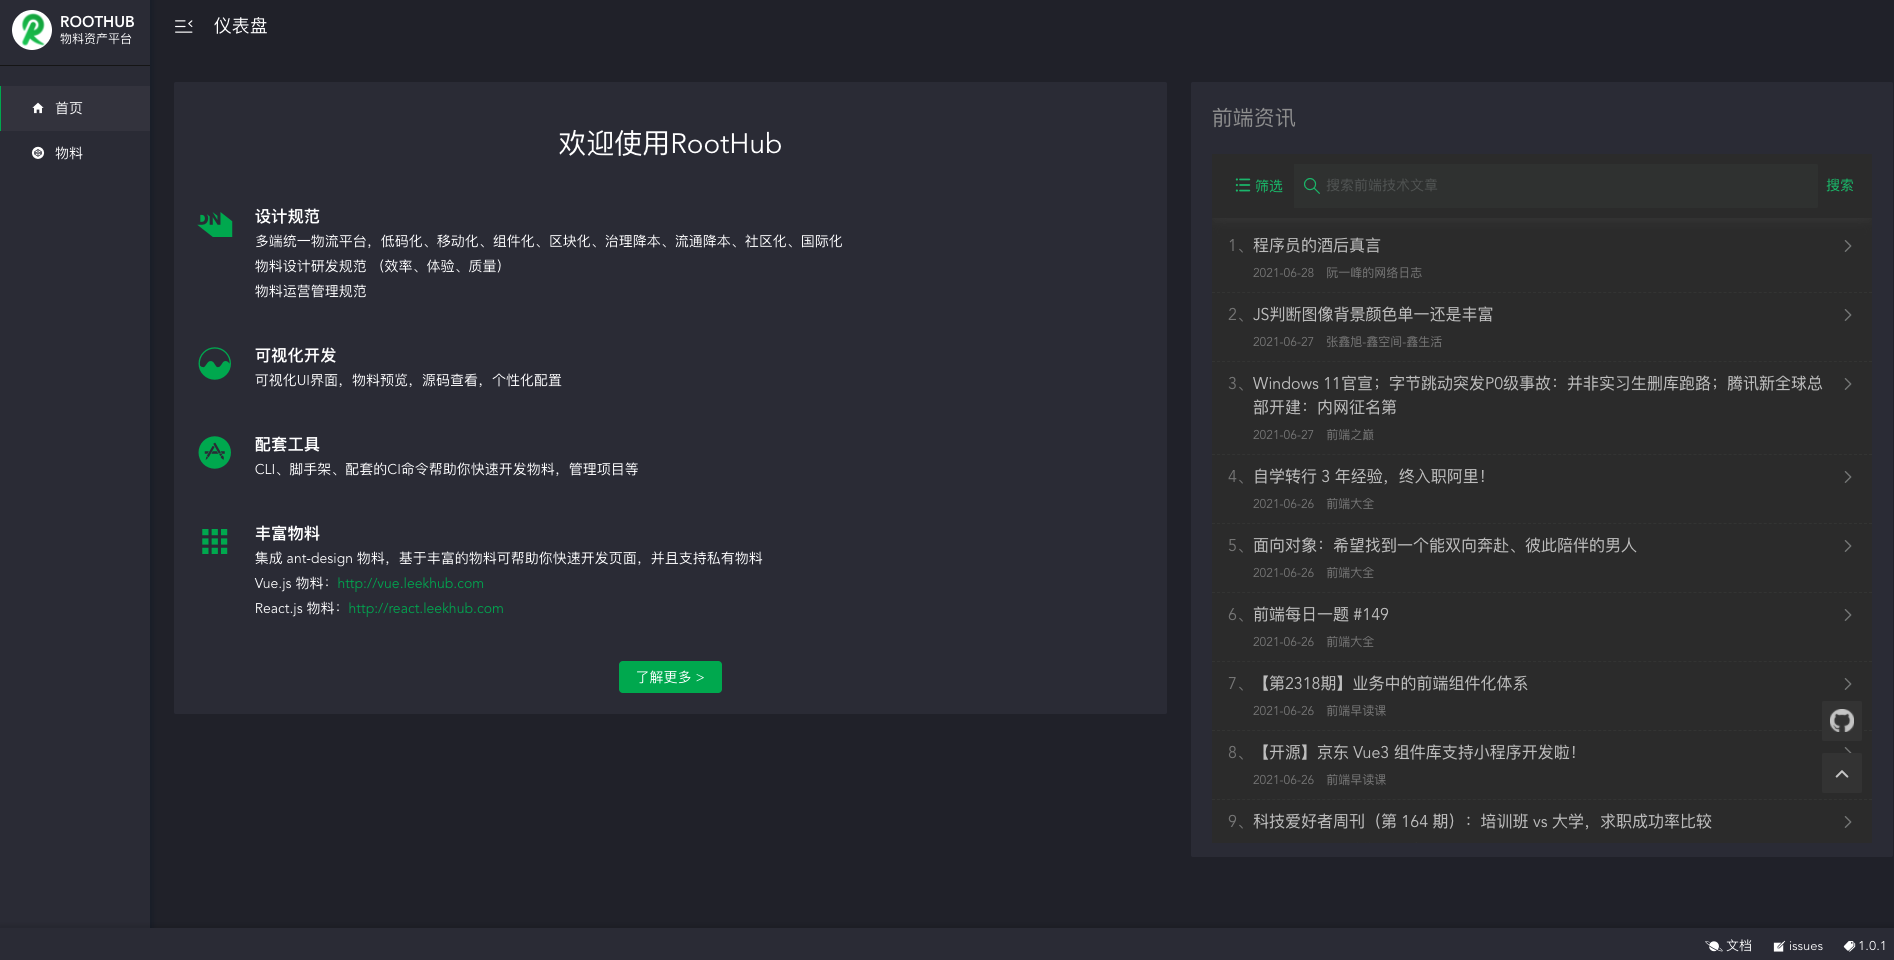 ROOTHUB
物料资产平台
仪表盘
首页
物料
欢迎使用RootHub
设计规范
多端统一物流平台，低码化、移动化、组件化、区块化、治理降本、流通降本、社区化、国际化
物料设计研发规范 （效率、体验、质量）
物料运营管理规范
可视化开发
可视化UI界面，物料预览，源码查看，个性化配置
配套工具
CLI、脚手架、配套的CI命令帮助你快速开发物料，管理项目等
丰富物料
集成 ant-design 物料，基于丰富的物料可帮助你快速开发页面，并且支持私有物料
Vue.js 物料：http://vue.leekhub.com
React.js 物料：http://react.leekhub.com
了解更多 >
前端资讯
筛选 搜索前端技术文章 搜索
1、程序员的酒后真言
2021-06-28 阮一峰的网络日志
2、JS判断图像背景颜色单一还是丰富
2021-06-27 张鑫旭-鑫空间-鑫生活
3、Windows 11官宣；字节跳动突发P0级事故：并非实习生删库跑路；腾讯新全球总
部开建：内网征名第
2021-06-27 前端之巅
4、自学转行 3 年经验，终入职阿里！
2021-06-26 前端大全
5、面向对象：希望找到一个能双向奔赴、彼此陪伴的男人
2021-06-26 前端大全
6、前端每日一题 #149
2021-06-26 前端大全
7、【第2318期】业务中的前端组件化体系
2021-06-26 前端早读课
8、【开源】京东 Vue3 组件库支持小程序开发啦！
2021-06-26 前端早读课
9、科技爱好者周刊（第 164 期）：培训班 vs 大学，求职成功率比较
文档 issues 1.0.1